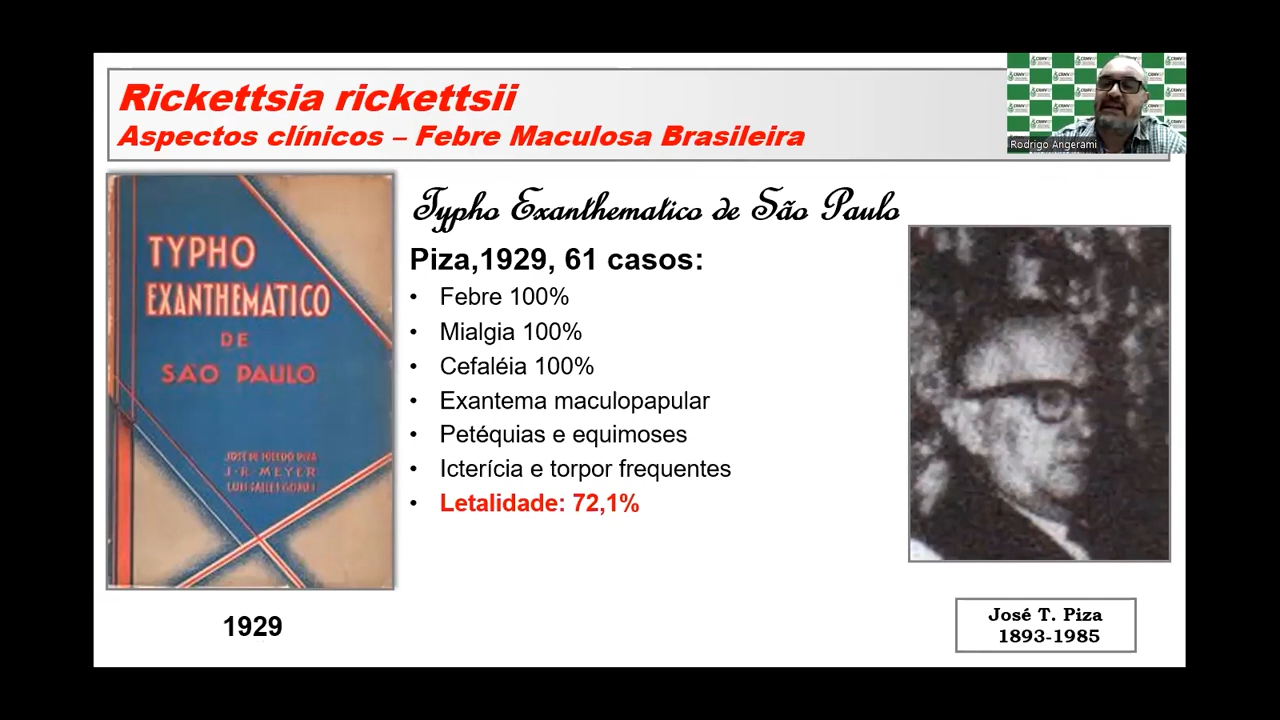 Rickettsia rickettsii
Aspectos clínicos – Febre Maculosa Brasileira
Rodrigo Angerami
TYPHO
EXANTHEMATICO
DE
SÃO PAULO
JOSÉ DE TOLEDO PIZA
J-R MEYER
LUIS SALLES GOMES
1929
Typho Exanthematico de São Paulo
Piza,1929, 61 casos:
• Febre 100%
• Mialgia 100%
• Cefaléia 100%
• Exantema maculopapular
• Petéquias e equimoses
• Icterícia e torpor frequentes
• Letalidade: 72,1%
José T. Piza
1893-1985